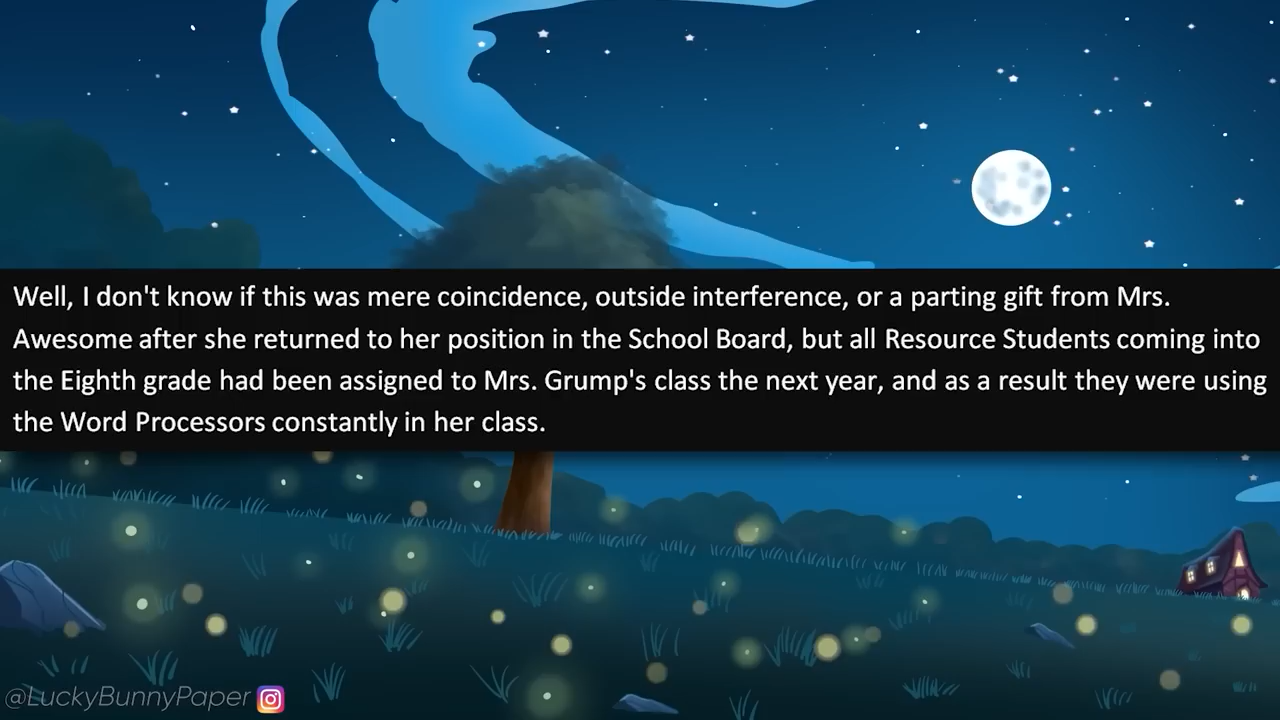 Well, I don't know if this was mere coincidence, outside interference, or a parting gift from Mrs.
Awesome after she returned to her position in the School Board, but all Resource Students coming into
the Eighth grade had been assigned to Mrs. Grump's class the next year, and as a result they were using
the Word Processors constantly in her class.
@LuckyBunnyPaper